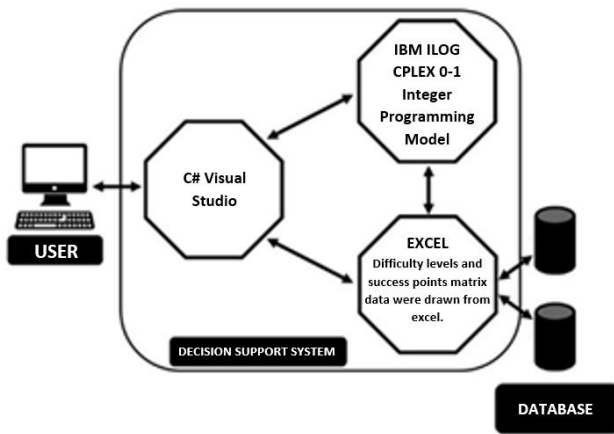 IBM ILOG
CPLEX 0-1
Integer
Programming
Model
C# Visual
Studio
USER
EXCEL
Difficulty levels and
success points matrix
data were drawn from
excel.
DECISION SUPPORT SYSTEM
DATABASE